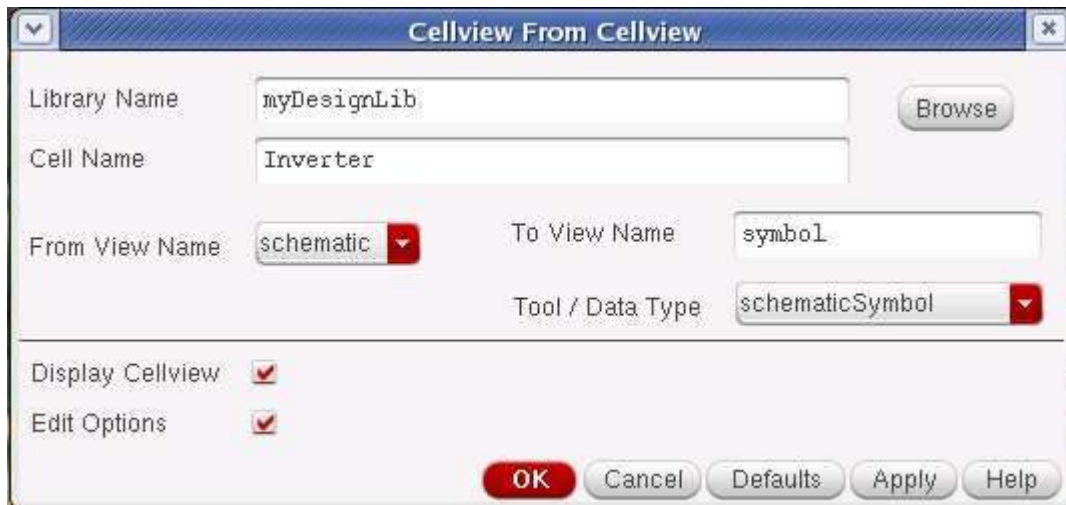 Cellview From Cellview
Library Name myDesignLib Browse
Cell Name Inverter
From View Name schematic To View Name symbol
Tool / Data Type schematicSymbol
Display Cellview
Edit Options
OK Cancel Defaults Apply Help